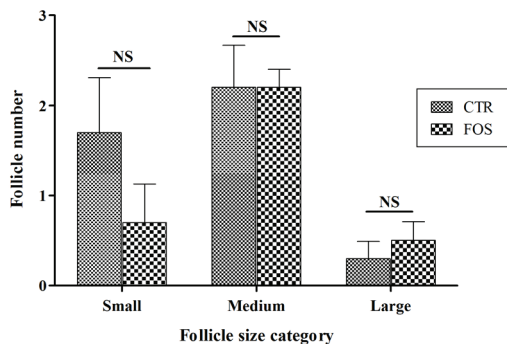 NS
NS
NS
CTR
FOS
Follicle number
3
2
1
0
Small
Medium
Large
Follicle size category